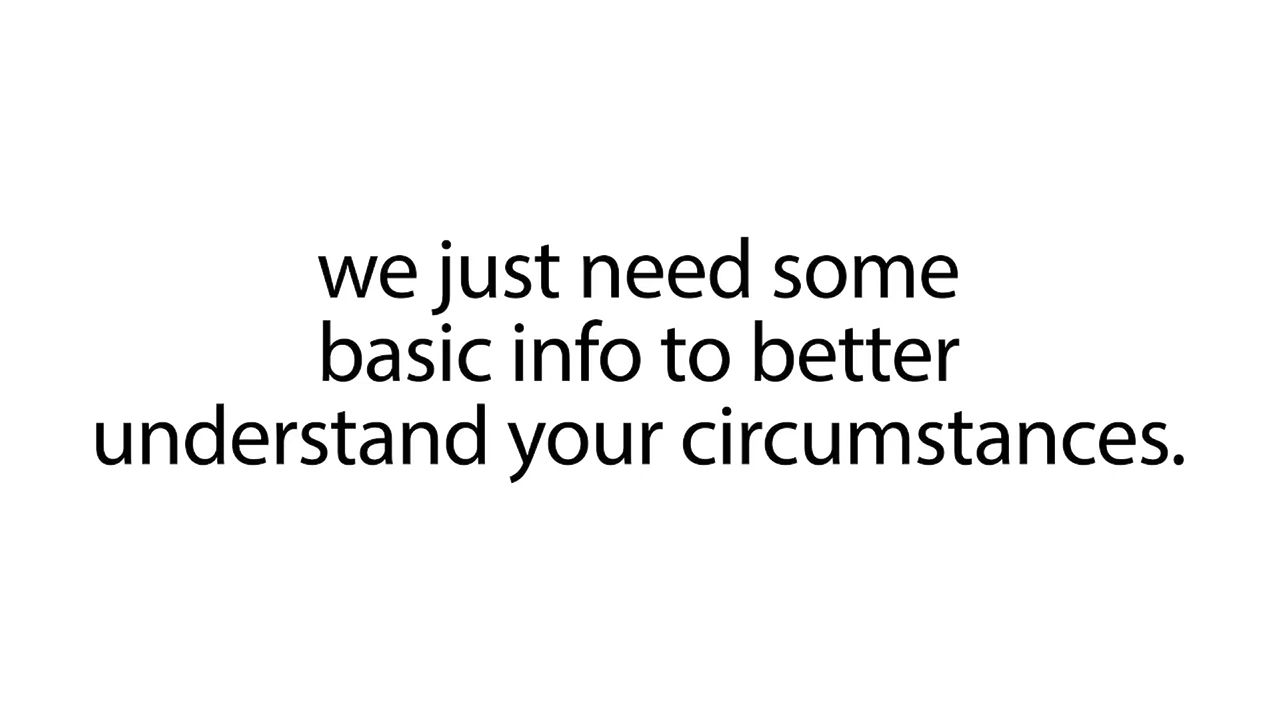 we just need some
basic info to better
understand your circumstances.